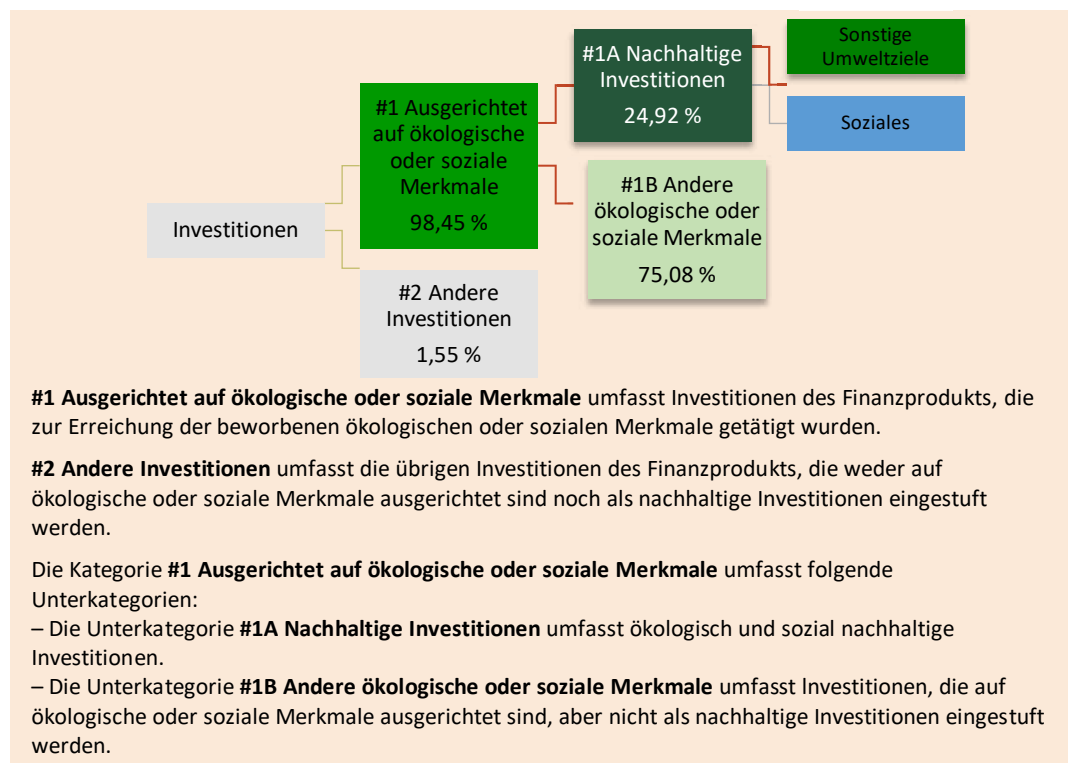 Sonstige
Umweltziele
#1A Nachhaltige
Investitionen
24,92 %
#1 Ausgerichtet
auf ökologische
oder soziale
Merkmale
98,45 %
Soziales
#1B Andere
ökologische oder
soziale Merkmale
75,08 %
Investitionen
#2 Andere
Investitionen
1,55 %
#1 Ausgerichtet auf ökologische oder soziale Merkmale umfasst Investitionen des Finanzprodukts, die
zur Erreichung der beworbenen ökologischen oder sozialen Merkmale getätigt wurden.
#2 Andere Investitionen umfasst die übrigen Investitionen des Finanzprodukts, die weder auf
ökologische oder soziale Merkmale ausgerichtet sind noch als nachhaltige Investitionen eingestuft
werden.
Die Kategorie #1 Ausgerichtet auf ökologische oder soziale Merkmale umfasst folgende
Unterkategorien:
– Die Unterkategorie #1A Nachhaltige Investitionen umfasst ökologisch und sozial nachhaltige
Investitionen.
– Die Unterkategorie #1B Andere ökologische oder soziale Merkmale umfasst Investitionen, die auf
ökologische oder soziale Merkmale ausgerichtet sind, aber nicht als nachhaltige Investitionen eingestuft
werden.